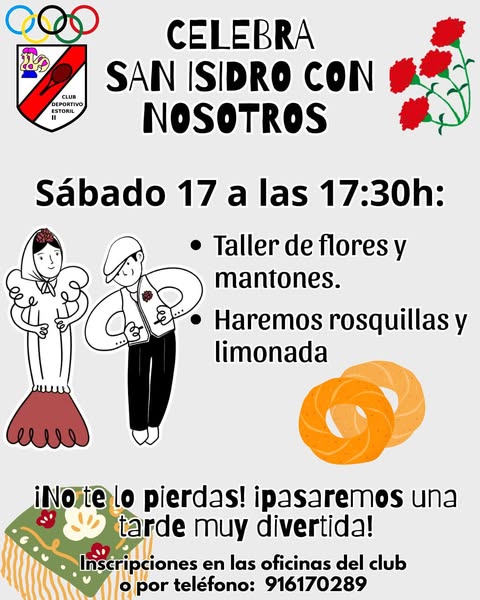 CELEBRA
SAN ISIDRO CON
NOSOTROS
CLUB
DEPORTIVO
ESTORIL
II
Sábado 17 a las 17:30h:
• Taller de flores y
mantones.
• Haremos rosquillas y
limonada
¡No te lo pierdas! ¡pasaremos una
tarde muy divertida!
Inscripciones en las oficinas del club
o por teléfono: 916170289